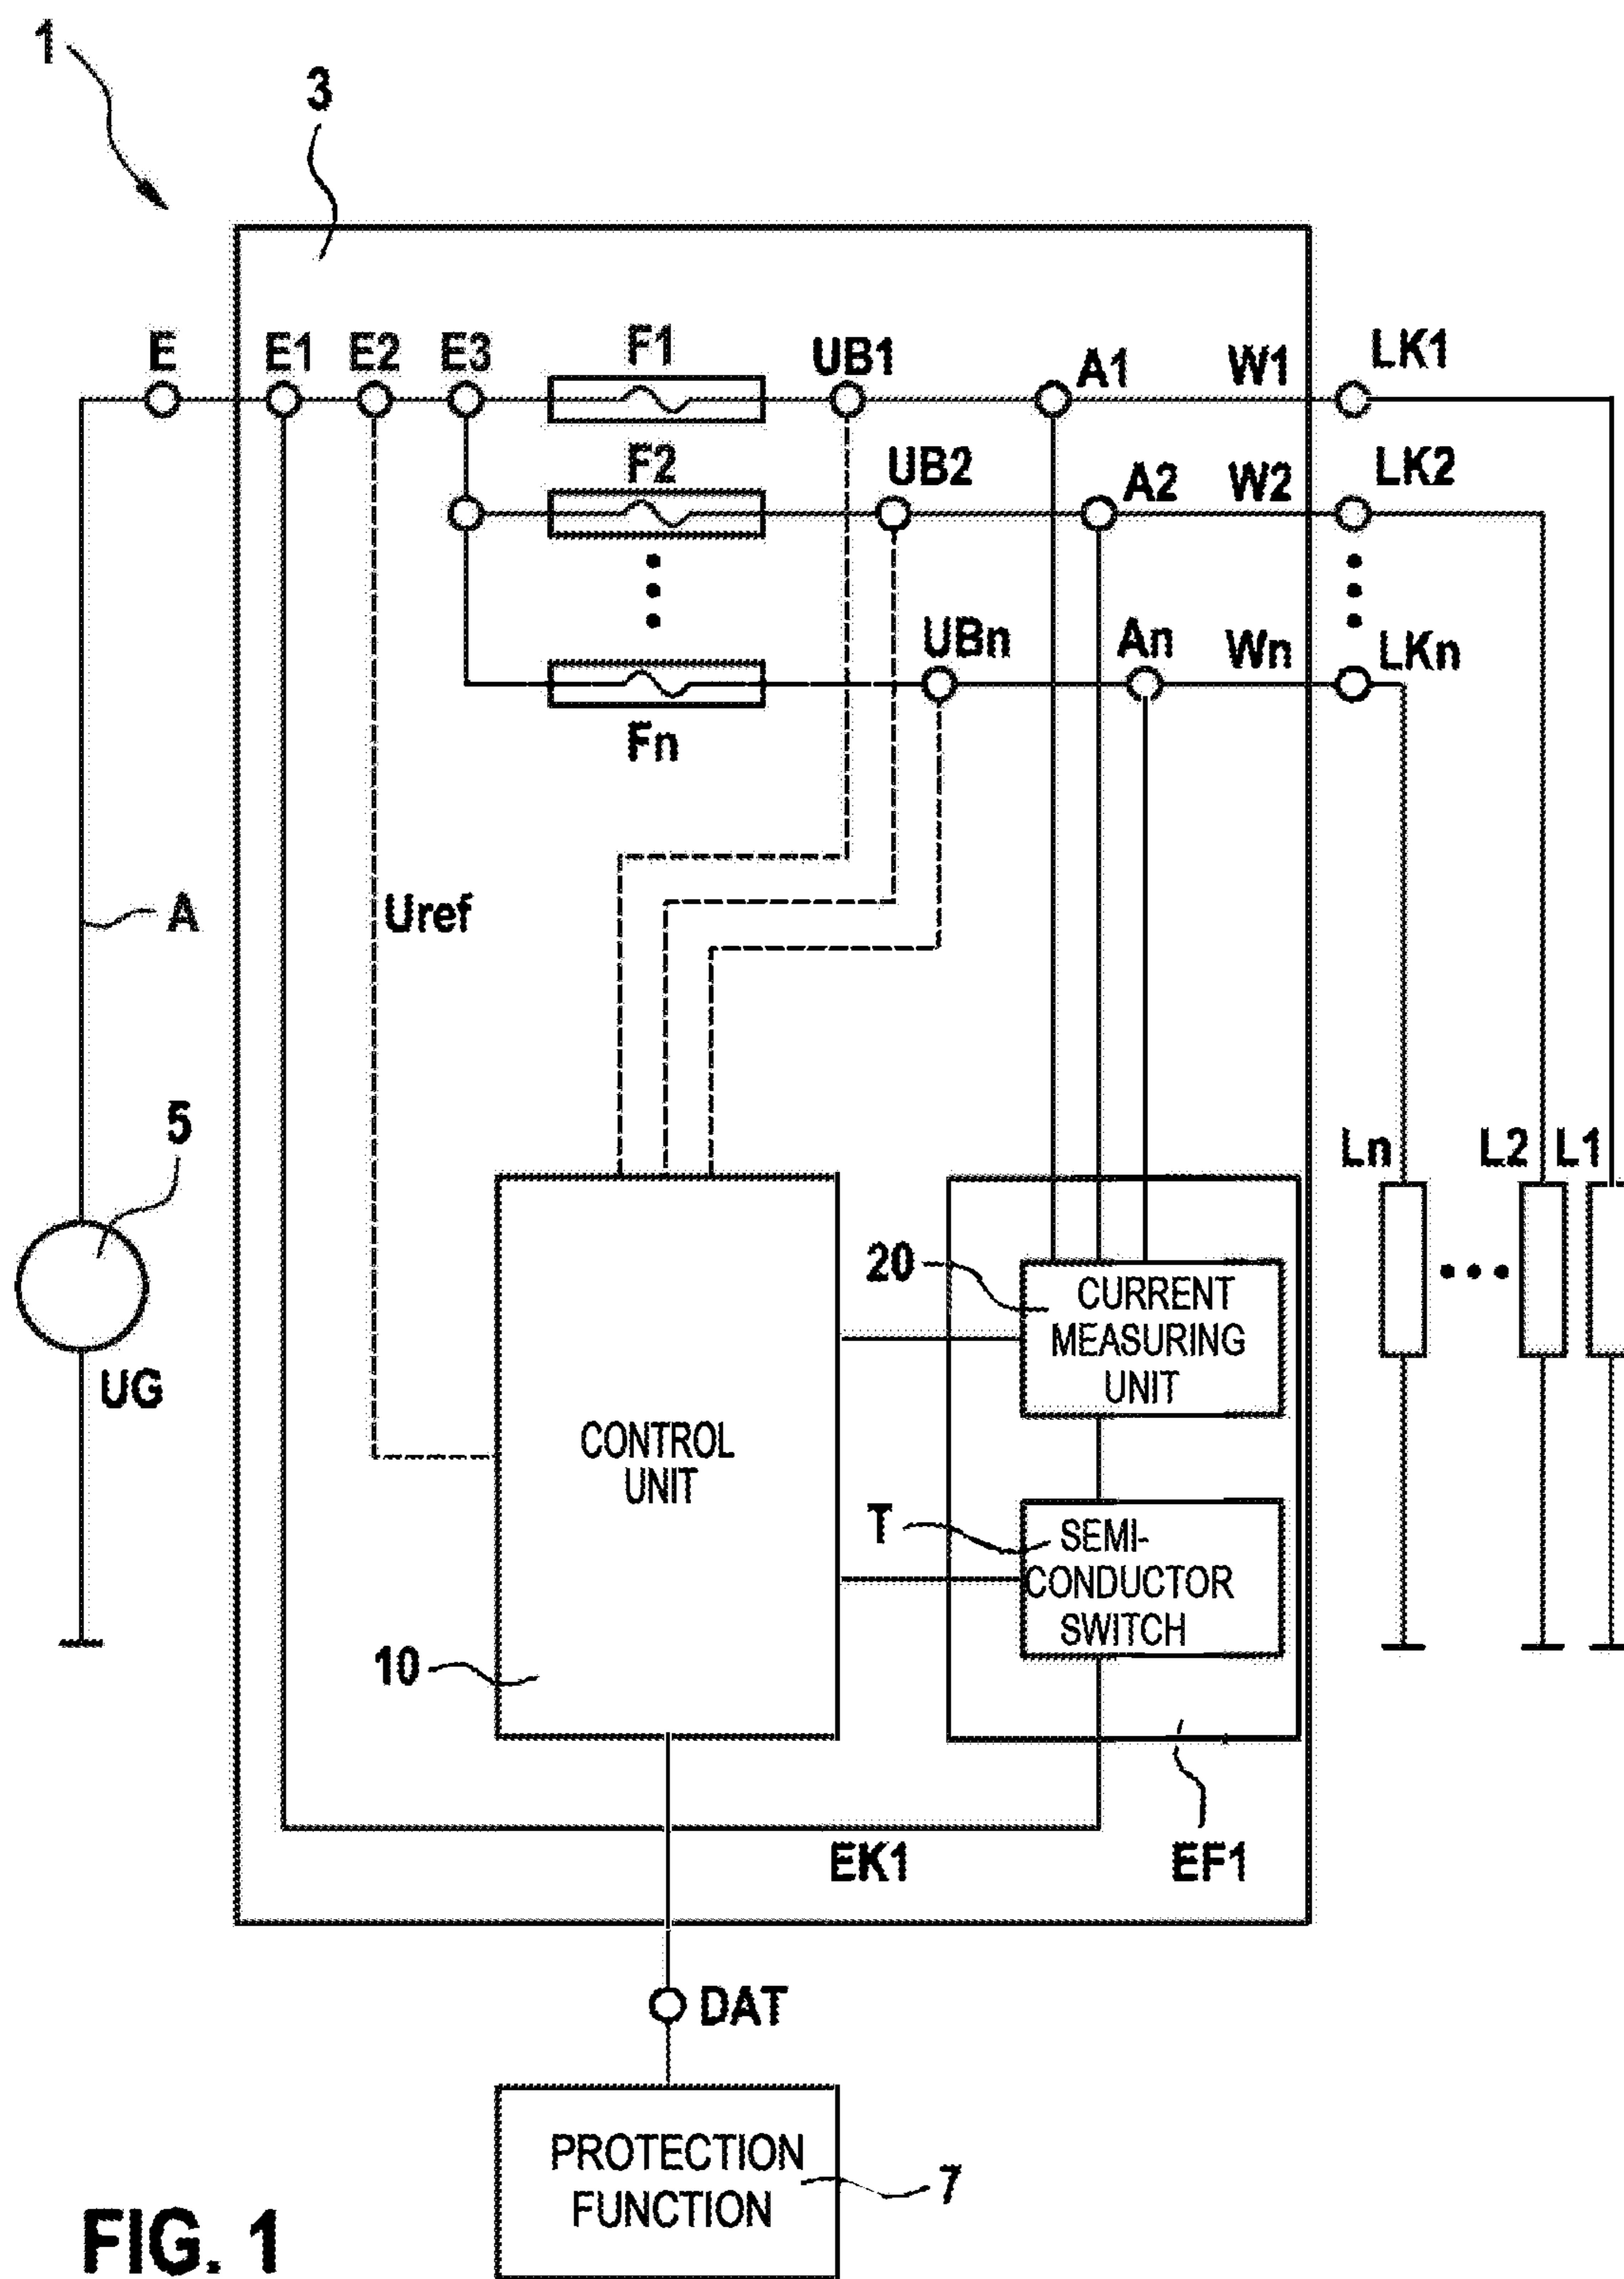 1
3
E E1 E2 E3 F1 UB1 A1 W1 LK1
F2 UB2 A2 W2 LK2
UBn An Wn LKn
Fn
A Uref
5
Ln L2 L1
20
CURRENT
MEASURING
UNIT
UG
CONTROL
UNIT
T
SEMI-
CONDUCTOR
SWITCH
10
EK1 EF1
DAT
PROTECTION
FUNCTION
7
FIG. 1